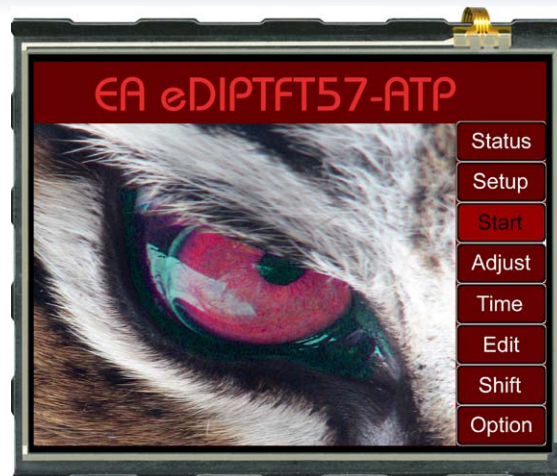 EA eDIPTFT57-ATP
Status
Setup
Start
Adjust
Time
Edit
Shift
Option